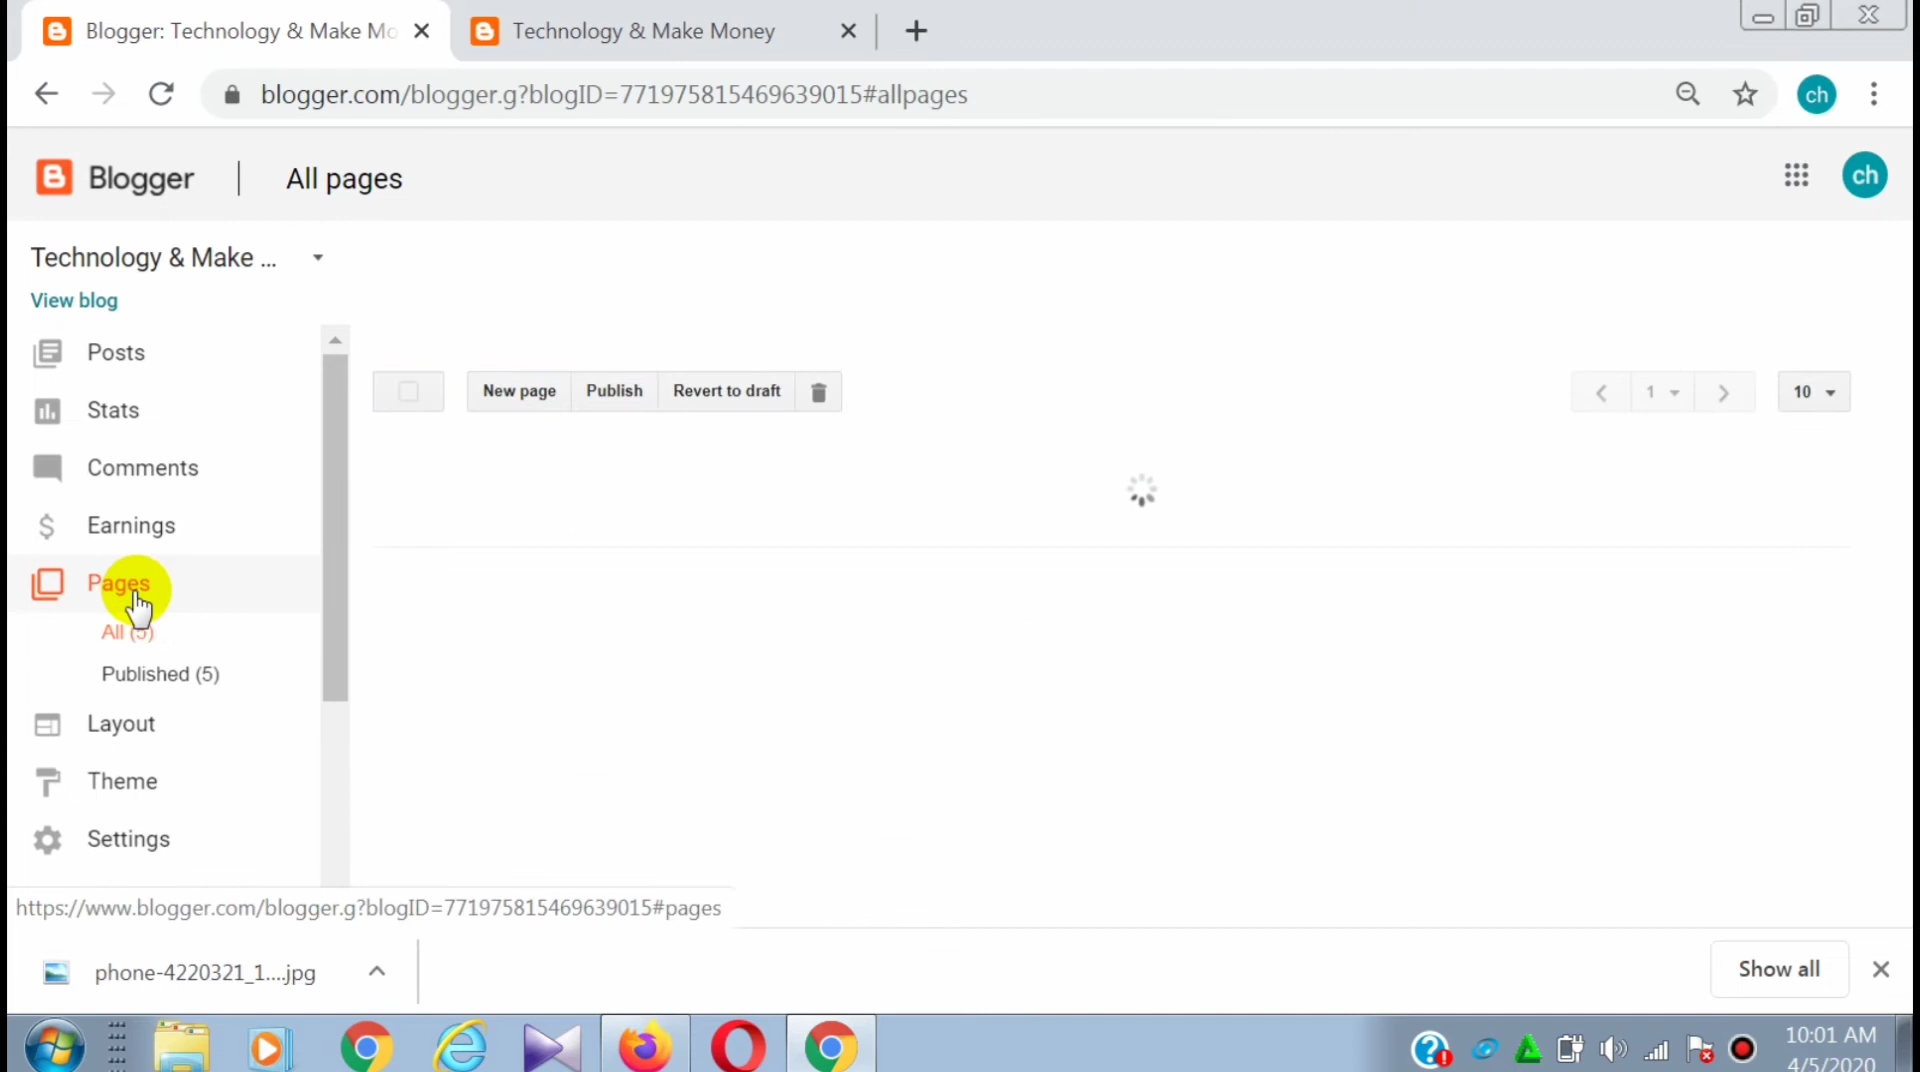 Blogger: Technology & Make Mo
Technology & Make Money
blogger.com/blogger.g?blogID=771975815469639015#allpages
ch
Blogger
All pages
ch
Technology & Make ...
View blog
Posts
Stats
Comments
Earnings
Pages
All (5)
Published (5)
Layout
Theme
Settings
New page
Publish
Revert to draft
1
10
https://www.blogger.com/blogger.g?blogID=771975815469639015#pages
phone-4220321_1....jpg
Show all
10:01 AM
4/5/2020